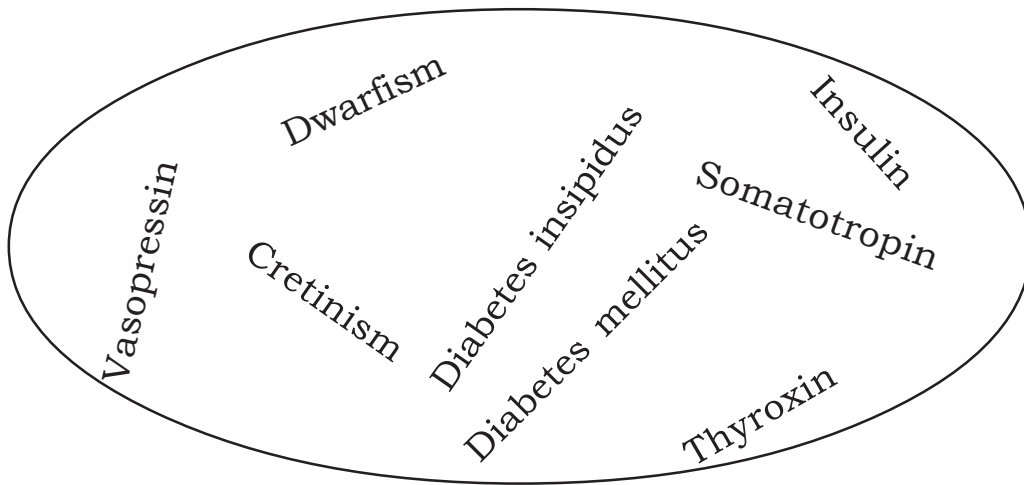 Dwarfism
Insulin
Vasopressin
Diabetes insipidus
Somatotropin
Cretinism
Diabetes mellitus
Thyroxin